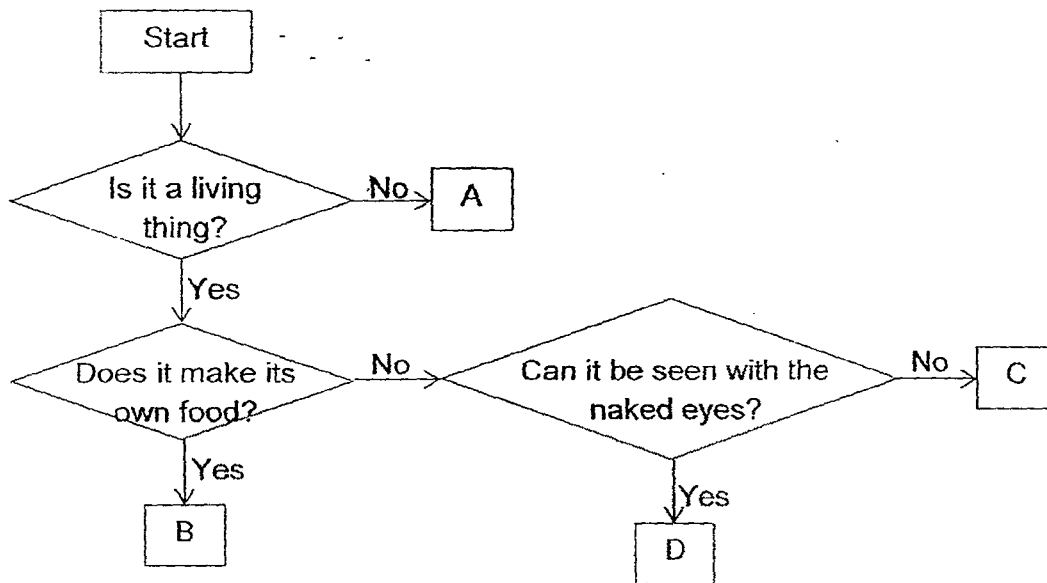 Start
Is it a living
thing?
No
A
Yes
Does it make its
own food?
No
Can it be seen with the
naked eyes?
No
C
Yes
B
Yes
D